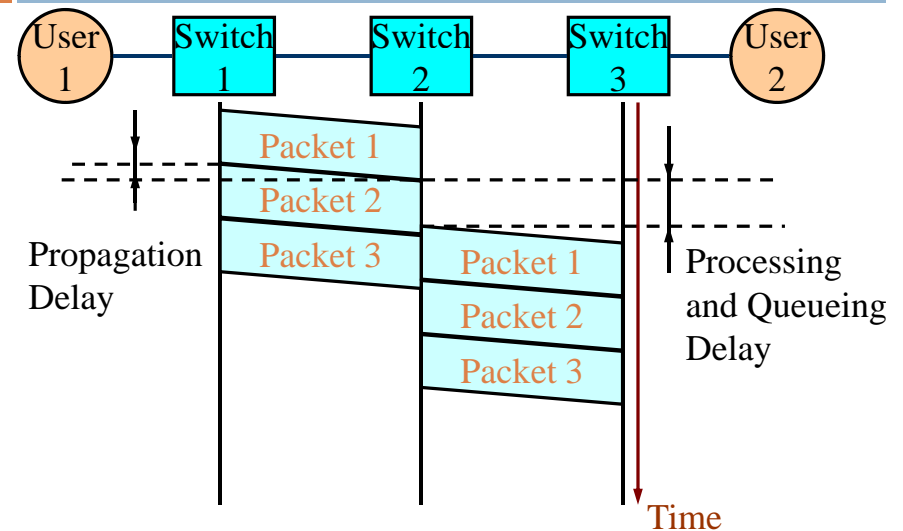 User
1
Switch
1
Switch
2
Switch
3
User
2
Packet 1
Packet 2
Packet 3
Propagation
Delay
Packet 1
Packet 2
Packet 3
Processing
and Queueing
Delay
Time